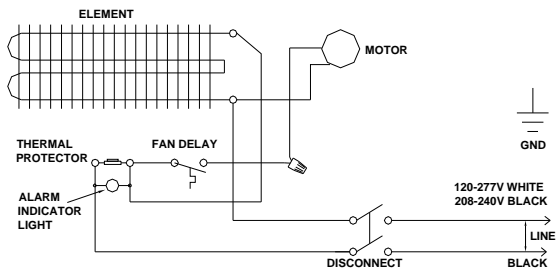 ELEMENT
MOTOR
GND
THERMAL
PROTECTOR
FAN DELAY
ALARM
INDICATOR
LIGHT
120-277V WHITE
208-240V BLACK
LINE
DISCONNECT
BLACK